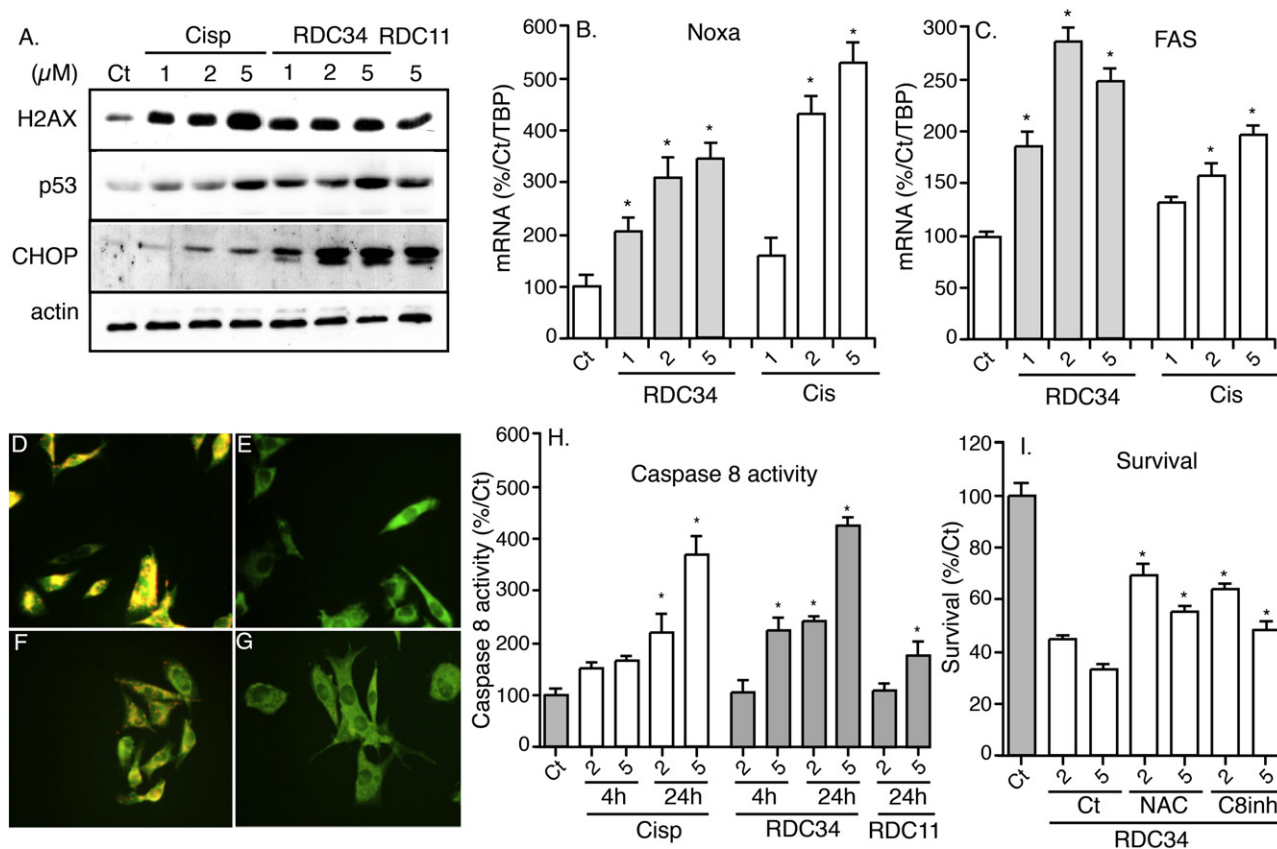 A.
Cisp RDC34 RDC11
(µM) Ct 1 2 5 1 2 5 5
H2AX
p53
CHOP
actin
B. Noxa
mRNA (%/Ct/TBP)
600
500
400
300
200
100
0
Ct 1 2 5 1 2 5
RDC34 Cis
C. FAS
mRNA (%/Ct/TBP)
350
300
250
200
150
100
50
0
Ct 1 2 5 1 2 5
RDC34 Cis
* * * * *
* * * * *
D E
F G
H.
Caspase 8 activity
Caspase 8 activity (%/Ct)
600
500
400
300
200
100
0
* * * * * *
Ct 2 5 2 5 2 5 2 5 2 5
4h 24h 4h 24h 24h
Cisp RDC34 RDC11
I.
Survival
Survival (%/Ct)
120
100
80
60
40
20
0
* * * *
Ct 2 5 2 5 2 5
Ct NAC C8inh
RDC34